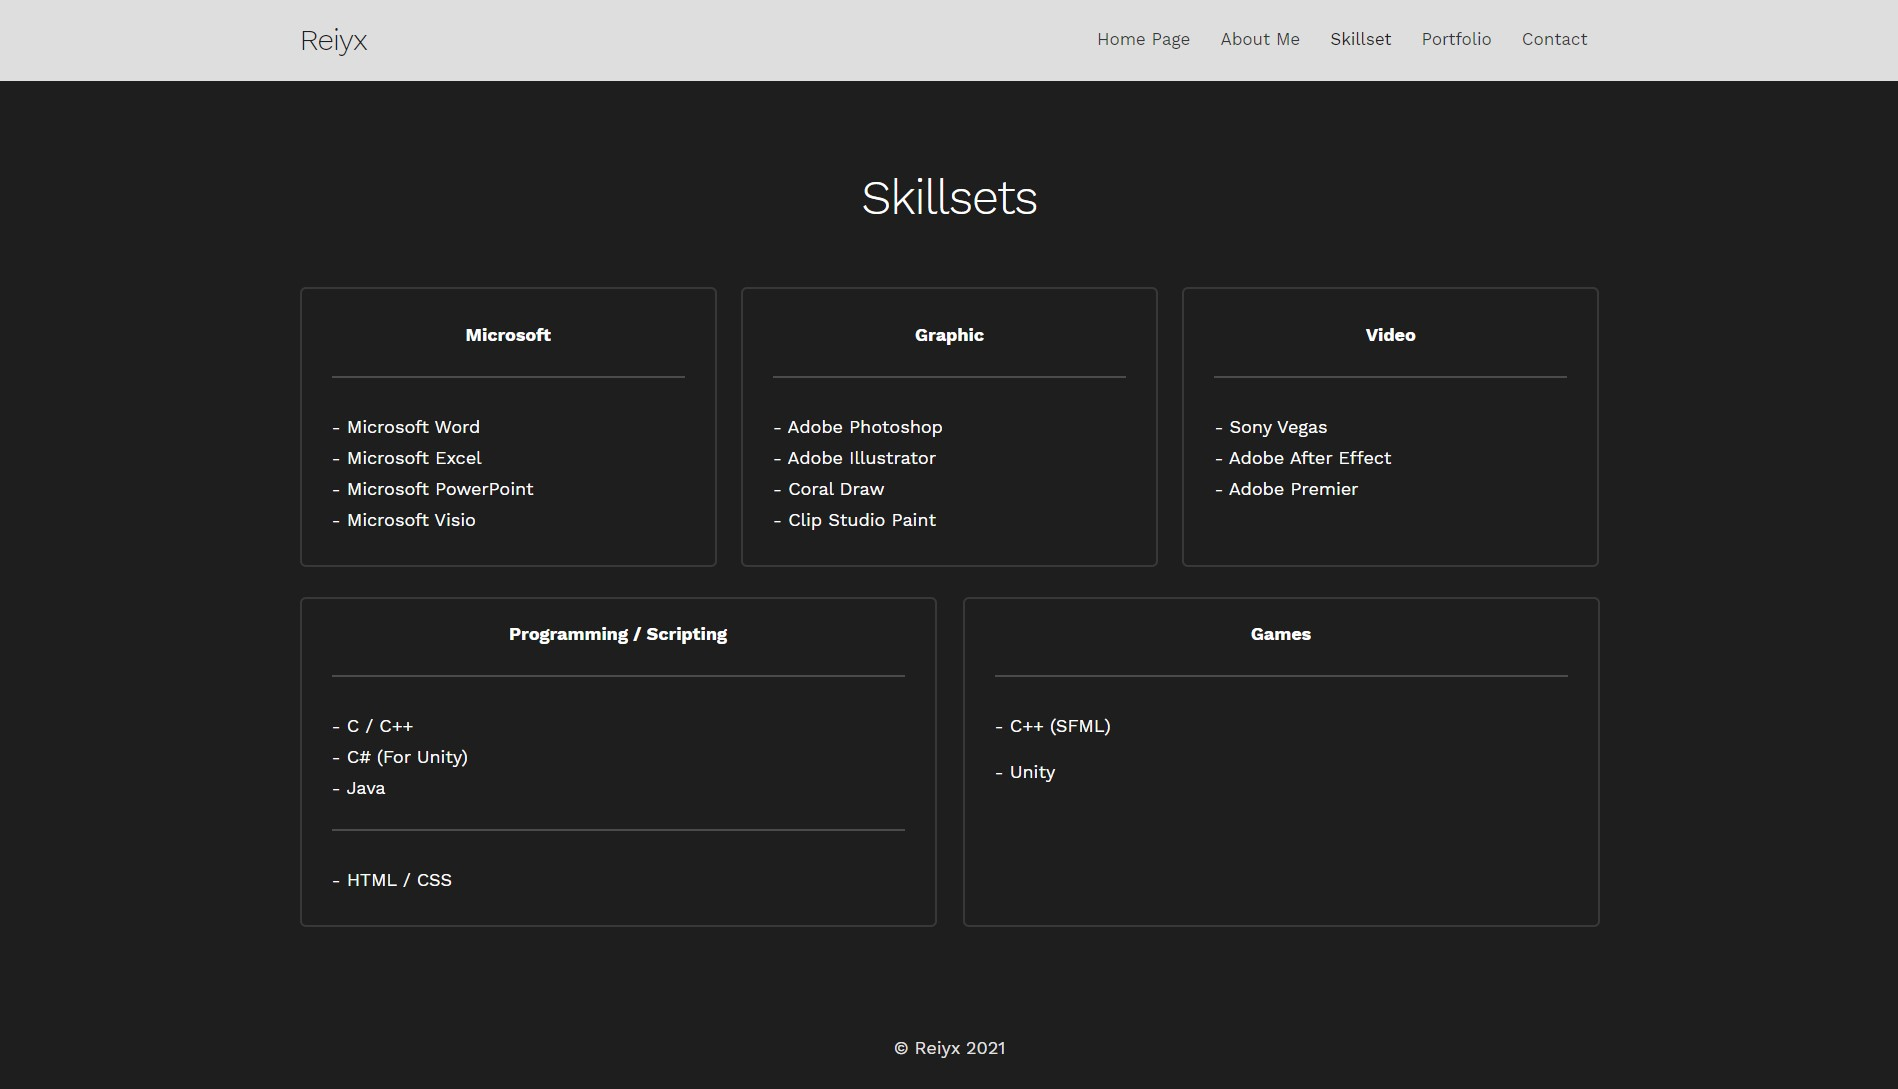 Reiyx
Home Page
About Me
Skillset
Portfolio
Contact
Skillsets
Microsoft
- Microsoft Word
- Microsoft Excel
- Microsoft PowerPoint
- Microsoft Visio
Graphic
- Adobe Photoshop
- Adobe Illustrator
- Coral Draw
- Clip Studio Paint
Video
- Sony Vegas
- Adobe After Effect
- Adobe Premier
Programming / Scripting
- C / C++
- C# (For Unity)
- Java
- HTML / CSS
Games
- C++ (SFML)
- Unity
© Reiyx 2021